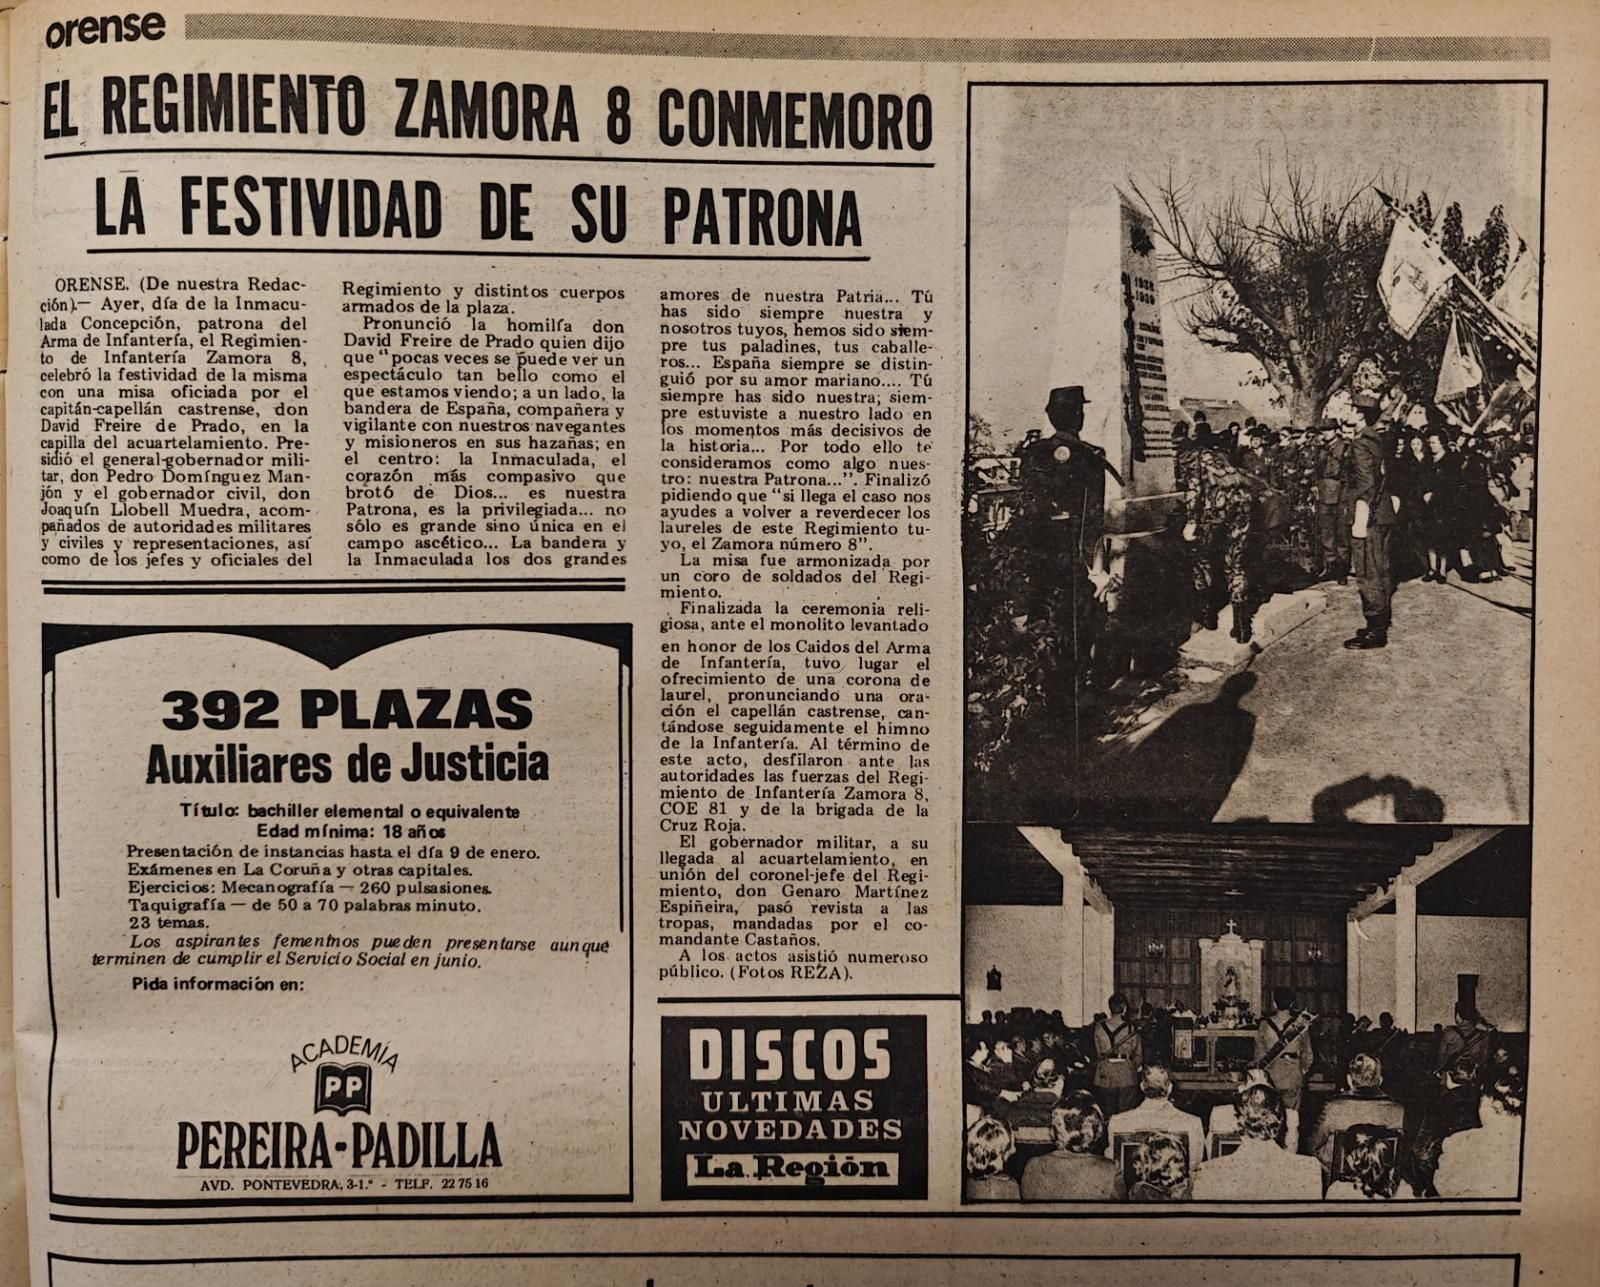 orense
EL REGIMIENTO ZAMORA 8 CONMEMORO
LA FESTIVIDAD DE SU PATRONA
ORENSE. (De nuestra Redac-
ción).— Ayer, día de la Inmacu-
lada Concepción, patrona del
Arma de Infantería, el Regimien-
to de Infantería Zamora 8,
celebró la festividad de la misma
con una misa oficiada por el
capitán-capellán castrense, don
David Freire de Prado, en la
capilla del acuartelamiento. Pre-
sidió el general-gobernador mili-
tar, don Pedro Domínguez Man-
jón y el gobernador civil, don
Joaquín Llobell Muedra, acom-
pañados de autoridades militares
y civiles y representaciones, así
como de los jefes y oficiales del
Regimiento y distintos cuerpos
armados de la plaza.
Pronunció la homilía don
David Freire de Prado quien dijo
que "pocas veces se puede ver un
espectáculo tan bello como el
que estamos viendo; a un lado, la
bandera de España, compañera y
vigilante con nuestros navegantes
y misioneros en sus hazañas; en
el centro: la Inmaculada, el
corazón más compasivo que
brotó de Dios... es nuestra
Patrona, es la privilegiada... no
sólo es grande sino única en el
campo ascético... La bandera y
la Inmaculada los dos grandes
amores de nuestra Patria... Tú
has sido siempre nuestra y
nosotros tuyos, hemos sido siem-
pre tus paladines, tus caballe-
ros... España siempre se distin-
guió por su amor mariano.... Tú
siempre has sido nuestra; siem-
pre estuviste a nuestro lado en
los momentos más decisivos de
la historia... Por todo ello te
consideramos como algo nues-
tro: nuestra Patrona...". Finalizó
pidiendo que "si llega el caso nos
ayudes a volver a reverdecer los
laureles de este Regimiento tu-
yo, el Zamora número 8".
La misa fue armonizada por
un coro de soldados del Regi-
miento.
Finalizada la ceremonia reli-
giosa, ante el monolito levantado
en honor de los Caidos del Arma
de Infantería, tuvo lugar el
ofrecimiento de una corona de
laurel, pronunciando una ora-
ción el capellán castrense, can-
tándose seguidamente el himno
de la Infantería. Al término de
este acto, desfilaron ante las
autoridades las fuerzas del Regi-
miento de Infantería Zamora 8,
COE 81 y de la brigada de la
Cruz Roja.
El gobernador militar, a su
llegada al acuartelamiento, en
unión del coronel-jefe del Regi-
miento, don Genaro Martínez
Espiñeira, pasó revista a las
tropas, mandadas por el co-
mandante Castaños.
A los actos asistió numeroso
público. (Fotos REZA).
392 PLAZAS
Auxiliares de Justicia
Título: bachiller elemental o equivalente
Edad mínima: 18 años
Presentación de instancias hasta el día 9 de enero.
Exámenes en La Coruña y otras capitales.
Ejercicios: Mecanografía — 260 pulsasiones.
Taquigrafía — de 50 a 70 palabras minuto.
23 temas.
Los aspirantes femeninos pueden presentarse aunque
terminen de cumplir el Servicio Social en junio.
Pida información en:
ACADEMÍA
PP
PEREIRA-PADILLA
AVD. PONTEVEDRA, 3-1.º - TELF. 22 75 16
DISCOS
ULTIMAS
NOVEDADES
La Región
1936
1939